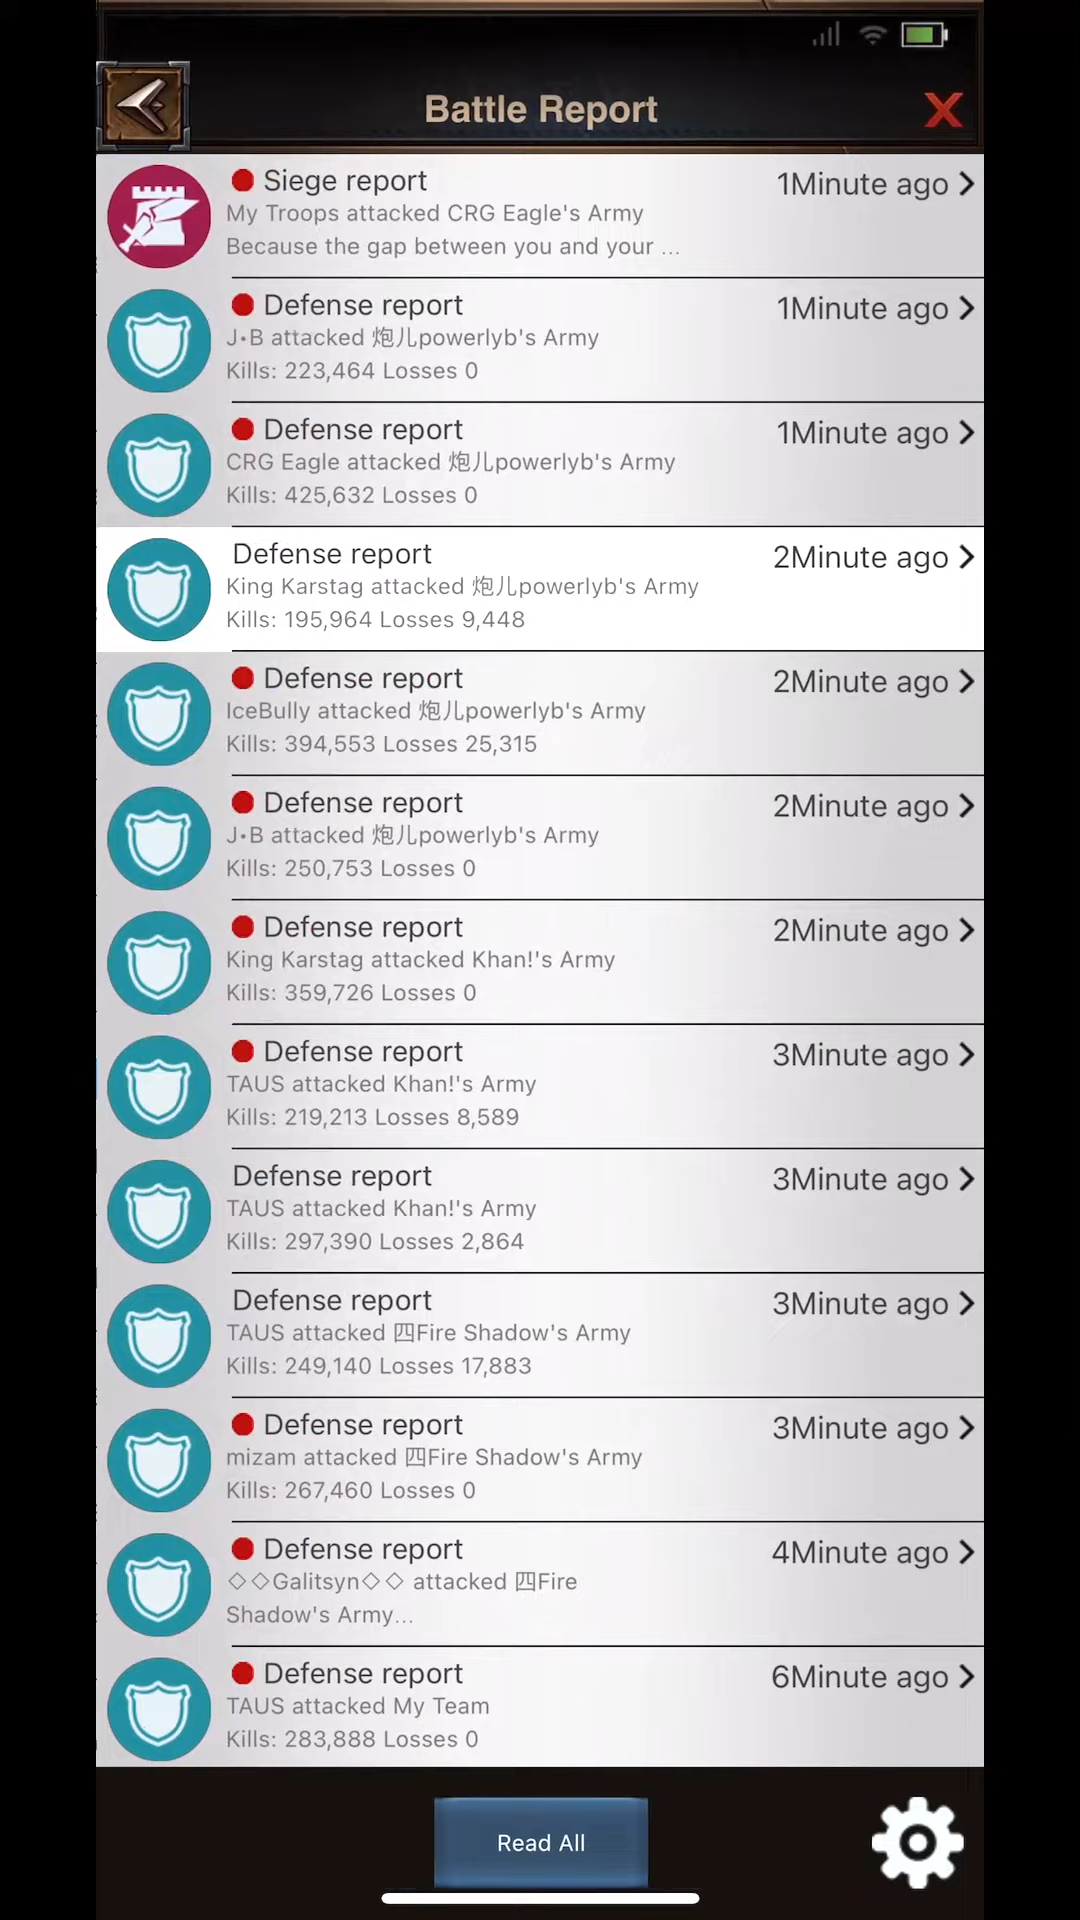 Battle Report
Siege report
1Minute ago
My Troops attacked CRG Eagle's Army
Because the gap between you and your ...
Defense report
1Minute ago
J•B attacked 炮儿powerlyb's Army
Kills: 223,464 Losses 0
Defense report
1Minute ago
CRG Eagle attacked 炮儿powerlyb's Army
Kills: 425,632 Losses 0
Defense report
2Minute ago
King Karstag attacked 炮儿powerlyb's Army
Kills: 195,964 Losses 9,448
Defense report
2Minute ago
IceBully attacked 炮儿powerlyb's Army
Kills: 394,553 Losses 25,315
Defense report
2Minute ago
J•B attacked 炮儿powerlyb's Army
Kills: 250,753 Losses 0
Defense report
2Minute ago
King Karstag attacked Khan!'s Army
Kills: 359,726 Losses 0
Defense report
3Minute ago
TAUS attacked Khan!'s Army
Kills: 219,213 Losses 8,589
Defense report
3Minute ago
TAUS attacked Khan!'s Army
Kills: 297,390 Losses 2,864
Defense report
3Minute ago
TAUS attacked 四Fire Shadow's Army
Kills: 249,140 Losses 17,883
Defense report
3Minute ago
mizam attacked 四Fire Shadow's Army
Kills: 267,460 Losses 0
Defense report
4Minute ago
◇◇Galitsyn◇◇ attacked 四Fire
Shadow's Army...
Defense report
6Minute ago
TAUS attacked My Team
Kills: 283,888 Losses 0
Read All